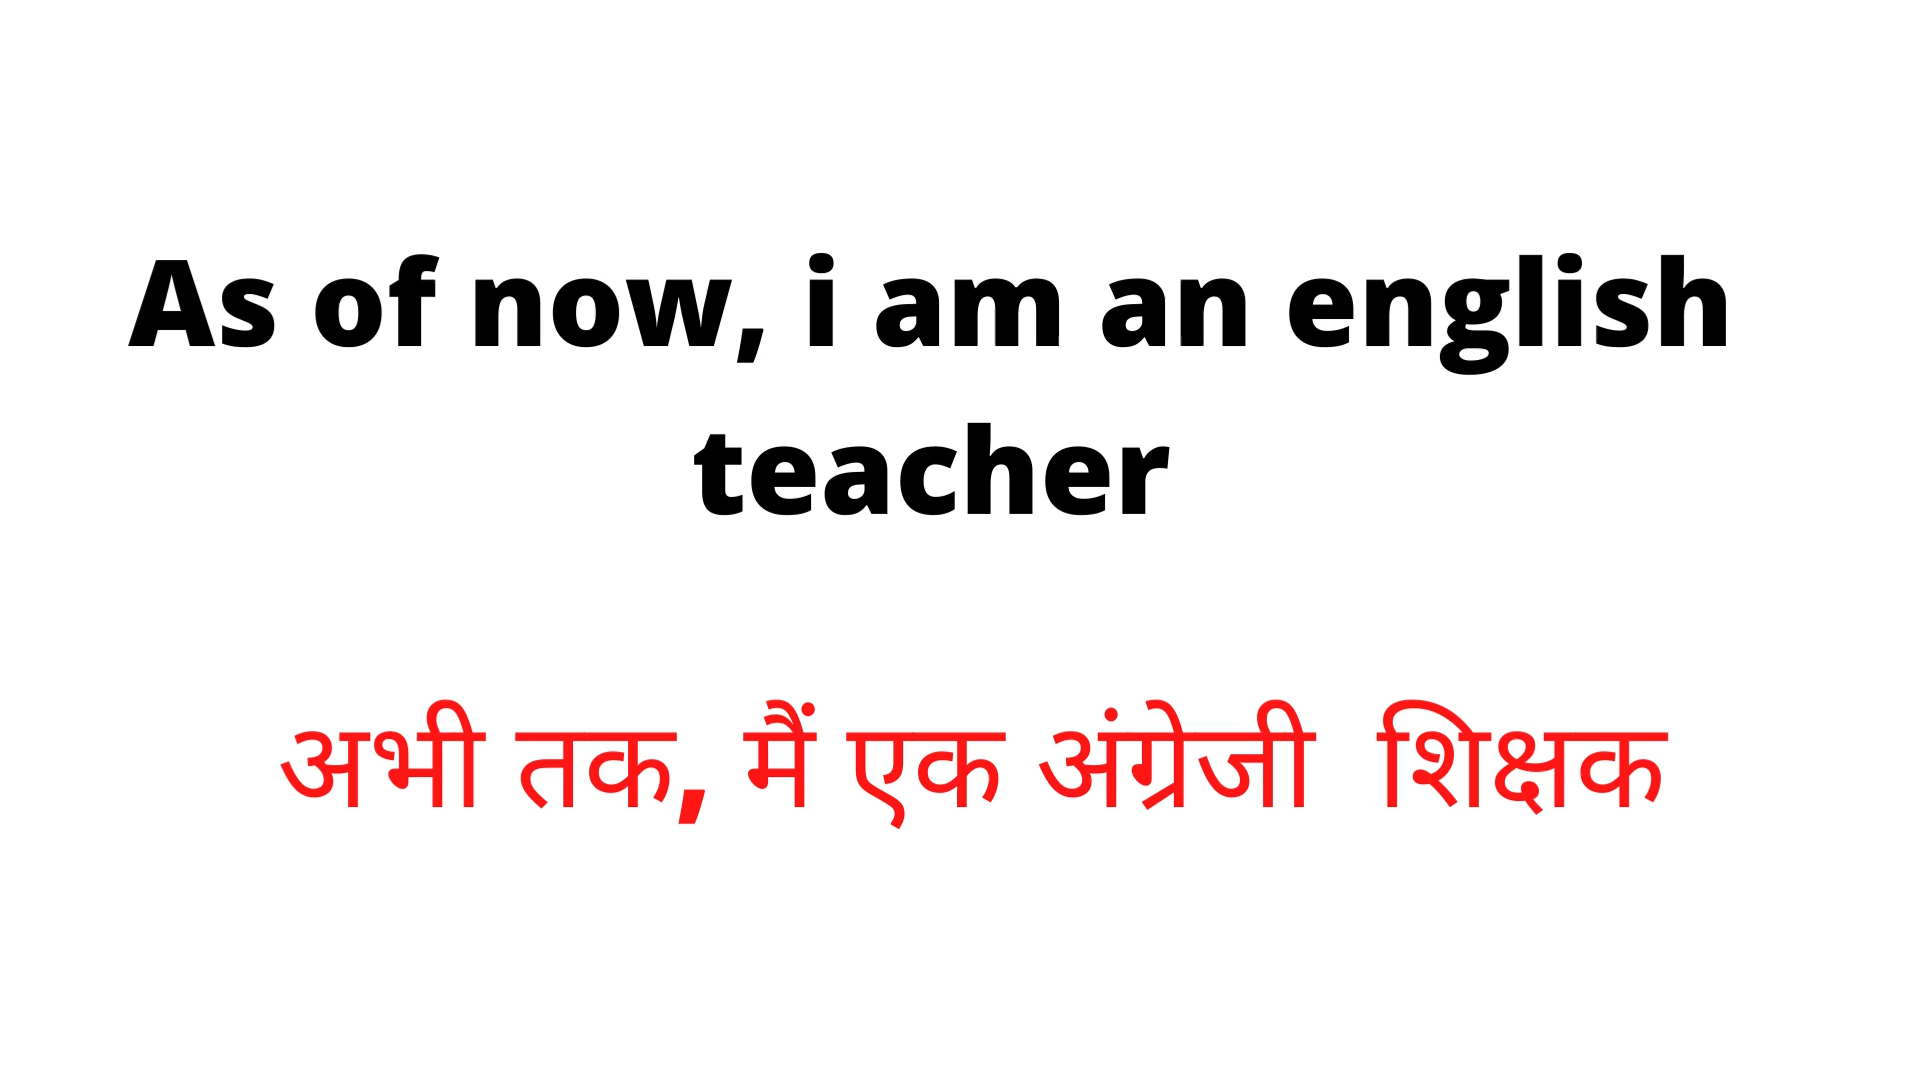 As of now, i am an english
teacher
अभी तक, मैं एक अंग्रेजी  शिक्षक